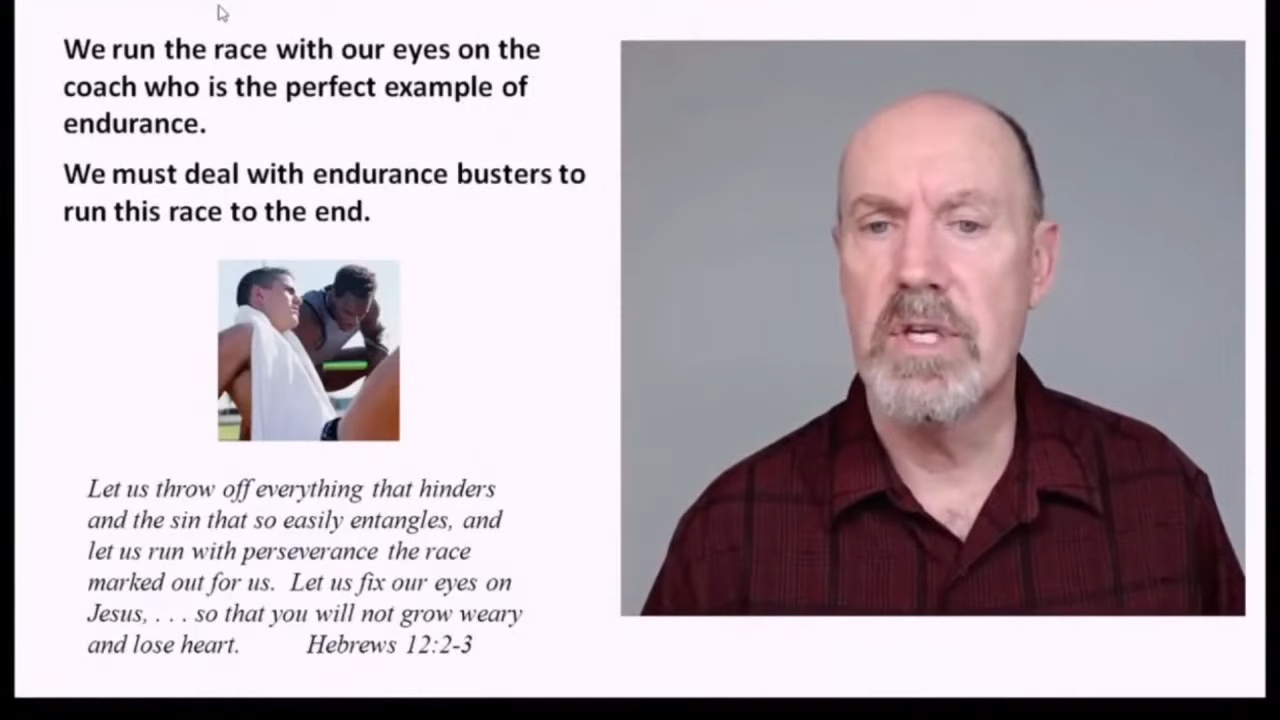 We run the race with our eyes on the
coach who is the perfect example of
endurance.
We must deal with endurance busters to
run this race to the end.
Let us throw off everything that hinders
and the sin that so easily entangles, and
let us run with perseverance the race
marked out for us. Let us fix our eyes on
Jesus, . . . so that you will not grow weary
and lose heart. Hebrews 12:2-3